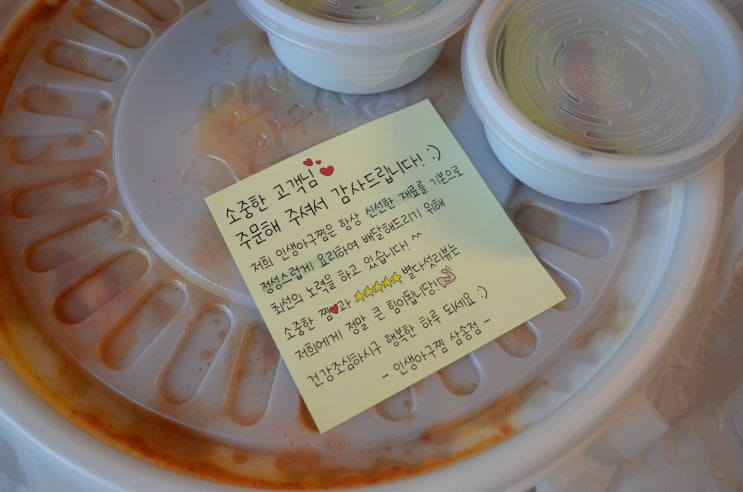 소중한 고객님
주문해 주셔서 감사드립니다! :)
저희 인생아구찜은 항상 신선한 재료를 기본으로
정성스럽게 요리하여 배달해드리기 위해
최선의 노력을 하고 있습니다! ^^
소중한 찜♥과 ★★★★★별다섯리뷰는
저희에게 정말 큰 힘이됩니당!
건강조심하시구 행복한 하루 되세요 :)
- 인생아구찜 삼송점 -